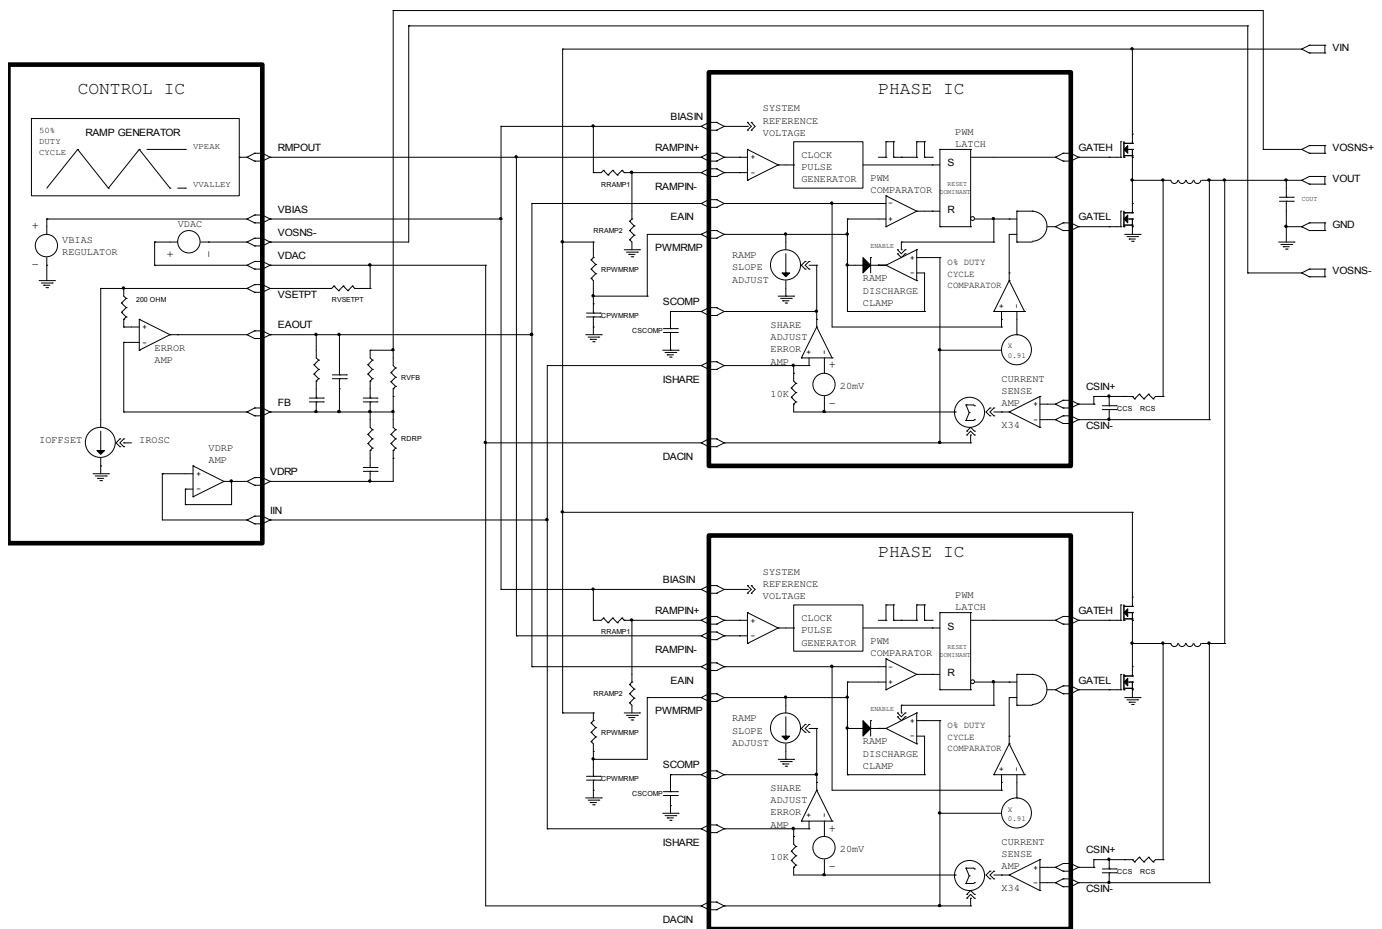 VIN
CONTROL IC
50%
DUTY
CYCLE
RAMP GENERATOR
VPEAK
VVALLEY
RMPOUT
VBIAS
VDAC
VOSNS-
VDAC
+
-
VBIAS
REGULATOR
+
-
VSETPT
200 OHM
RVSETPT
EAOUT
+
-
ERROR
AMP
RVFB
FB
IOFFSET
IROSC
RDRP
VDRP
AMP
+
-
VDRP
IIN
PHASE IC
BIASIN
SYSTEM
REFERENCE
VOLTAGE
RAMPIN+
RRAMP1
RAMPIN-
+
-
CLOCK
PULSE
GENERATOR
PWM
LATCH
S
RESET
DOMINANT
R
PWM
COMPARATOR
-
+
EAIN
RRAMP2
PWMRMP
RPWMRMP
CPWMRMP
RAMP
SLOPE
ADJUST
ENABLE
+
-
RAMP
DISCHARGE
CLAMP
0% DUTY
CYCLE
COMPARATOR
+
-
SCOMP
CSCOMP
SHARE
ADJUST
ERROR
AMP
+
-
X
0.91
ISHARE
10K
+
20mV
-
CURRENT
SENSE
AMP
+
-
X34
Σ
CSIN+
CCS
RCS
CSIN-
DACIN
GATEH
GATEL
VOSNS+
VOUT
COUT
GND
VOSNS-
PHASE IC
BIASIN
SYSTEM
REFERENCE
VOLTAGE
RAMPIN+
RRAMP1
RAMPIN-
+
-
CLOCK
PULSE
GENERATOR
PWM
LATCH
S
RESET
DOMINANT
R
PWM
COMPARATOR
-
+
EAIN
RRAMP2
PWMRMP
RPWMRMP
CPWMRMP
RAMP
SLOPE
ADJUST
ENABLE
+
-
RAMP
DISCHARGE
CLAMP
0% DUTY
CYCLE
COMPARATOR
+
-
SCOMP
CSCOMP
SHARE
ADJUST
ERROR
AMP
+
-
X
0.91
ISHARE
10K
+
20mV
-
CURRENT
SENSE
AMP
+
-
X34
Σ
CSIN+
CCS
RCS
CSIN-
DACIN
GATEH
GATEL